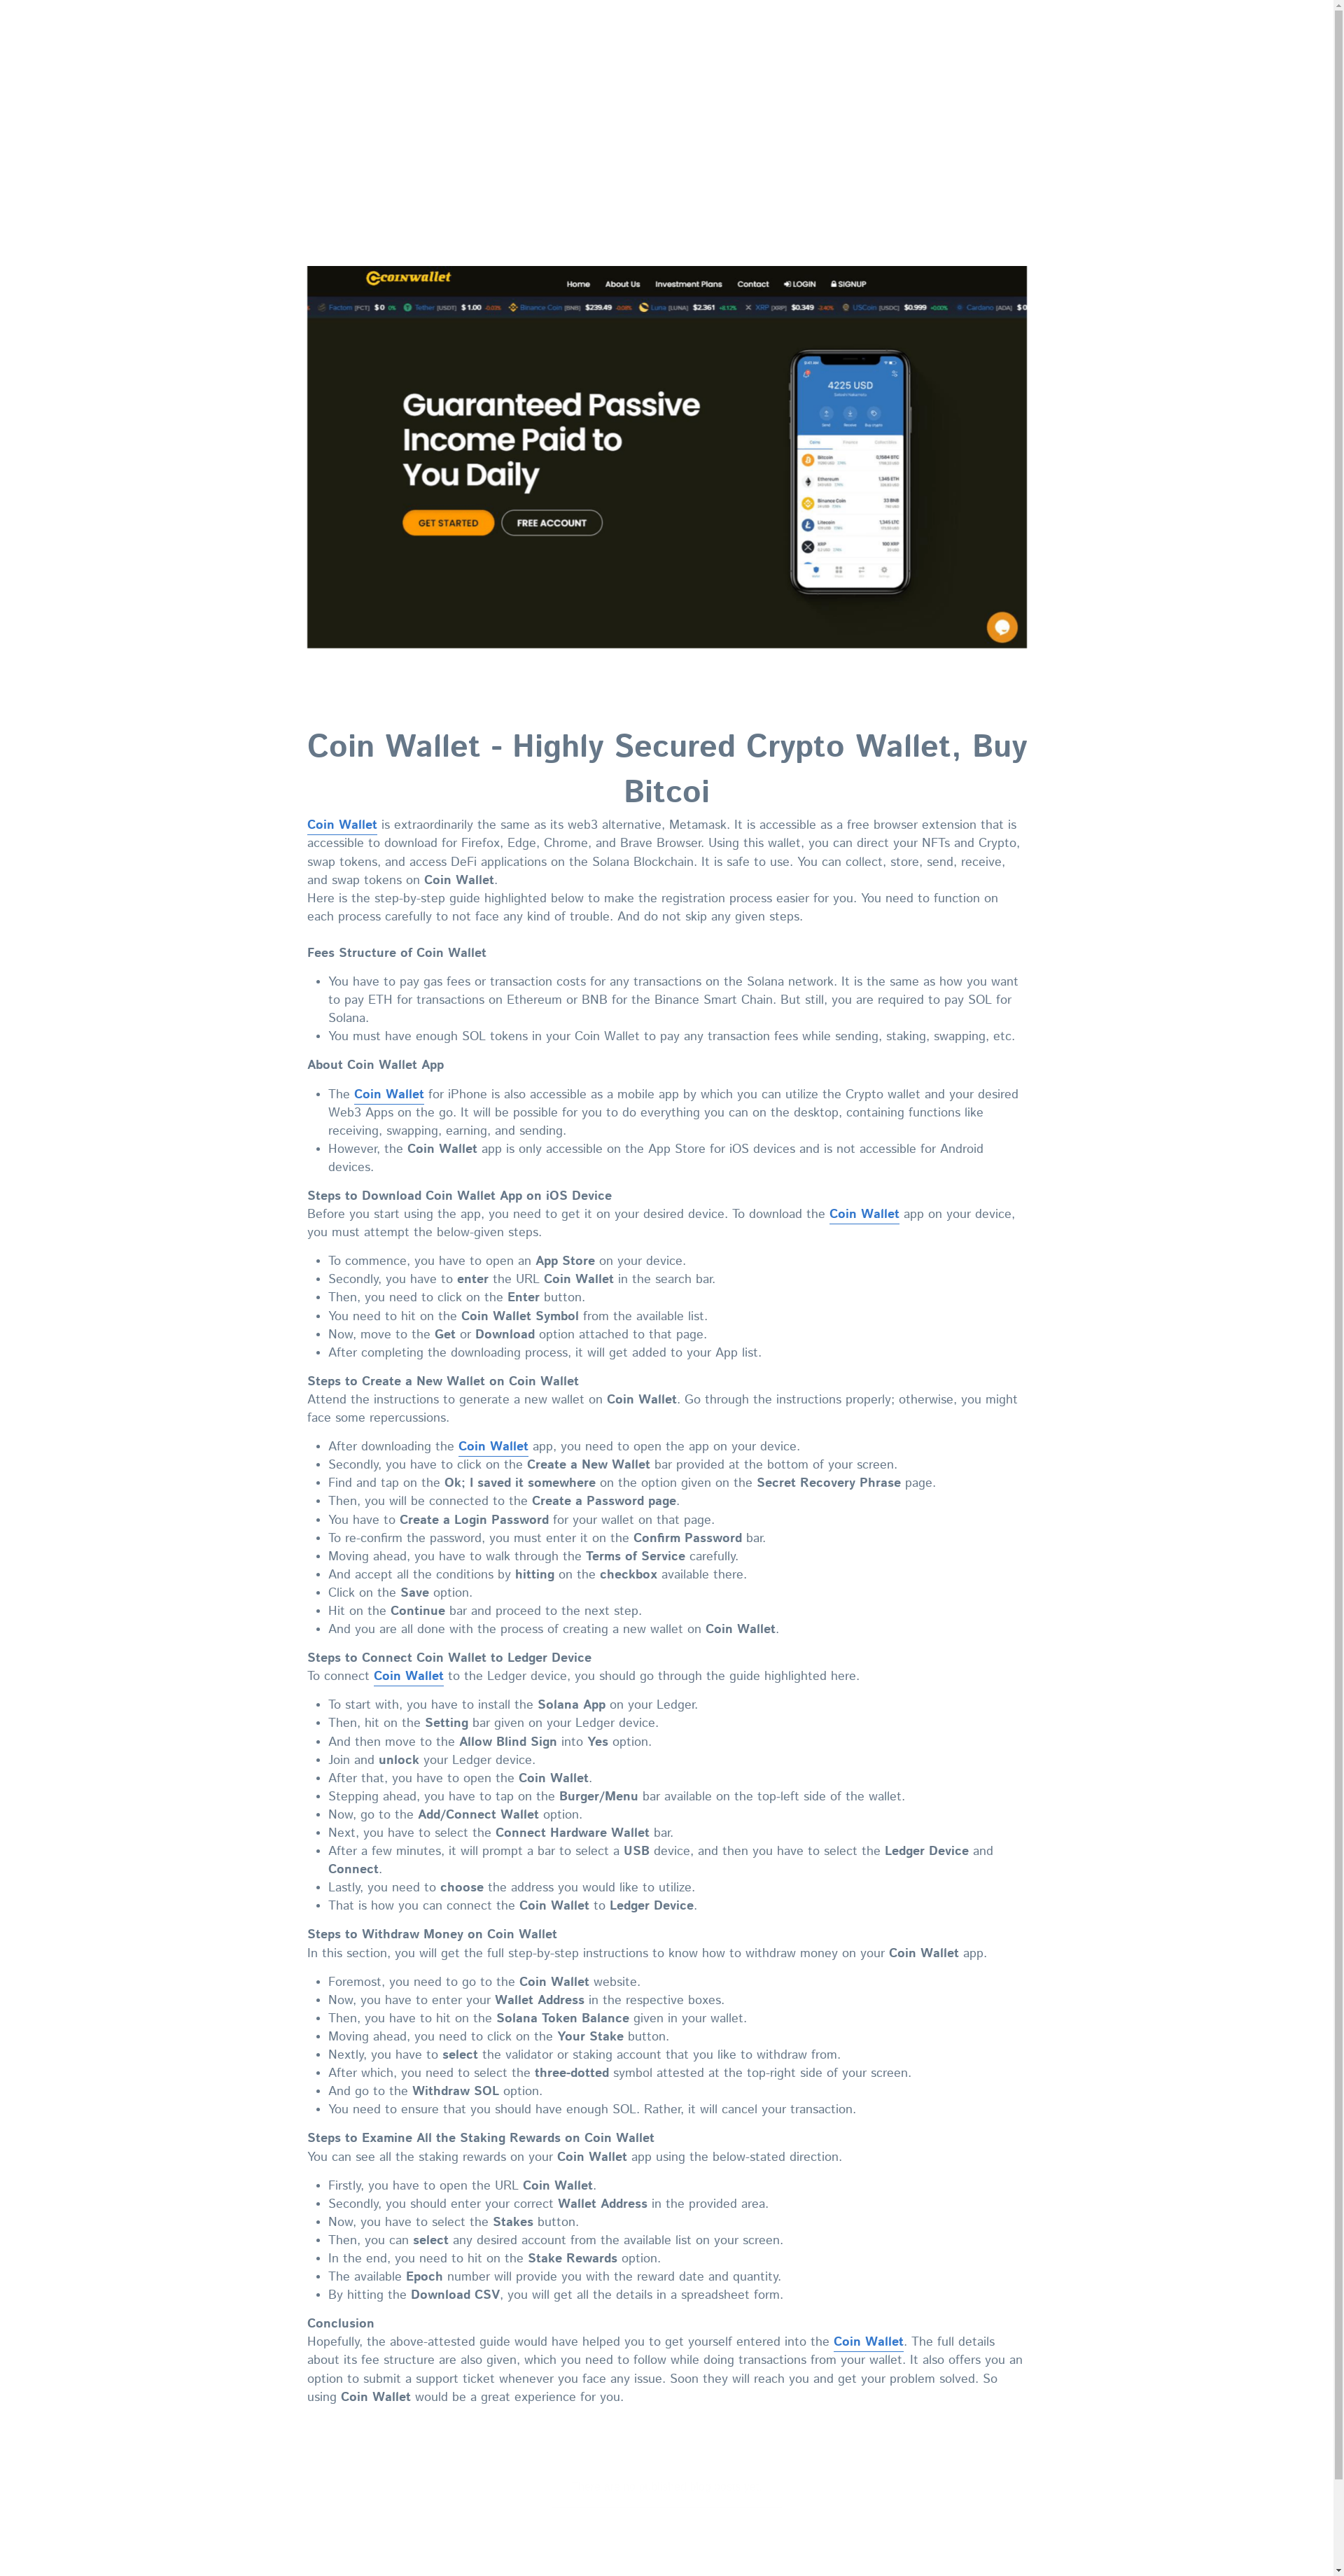 coinwallet
Home About Us Investment Plans Contact LOGIN SIGNUP
Factom [FCT] $ 0 0% Tether [USDT] $ 1.00 -0.03% Binance Coin [BNB] $239.49 -0.08% Luna [LUNA] $2.361 XRP [XRP] $0.349 USCoin [USDC] $0.999 +0.00% Cardano [ADA] $ 0
4225 USD
Send Receive Buy crypto
Guaranteed Passive
Income Paid to
You Daily
GET STARTED FREE ACCOUNT
Bitcoin
Ethereum
Binance Coin
Litecoin
XRP
Coin Wallet - Highly Secured Crypto Wallet, Buy
Bitcoi
Coin Wallet is extraordinarily the same as its web3 alternative, Metamask. It is accessible as a free browser extension that is
accessible to download for Firefox, Edge, Chrome, and Brave Browser. Using this wallet, you can direct your NFTs and Crypto,
swap tokens, and access DeFi applications on the Solana Blockchain. It is safe to use. You can collect, store, send, receive,
and swap tokens on Coin Wallet.
Here is the step-by-step guide highlighted below to make the registration process easier for you. You need to function on
each process carefully to not face any kind of trouble. And do not skip any given steps.
Fees Structure of Coin Wallet
• You have to pay gas fees or transaction costs for any transactions on the Solana network. It is the same as how you want
to pay ETH for transactions on Ethereum or BNB for the Binance Smart Chain. But still, you are required to pay SOL for
Solana.
• You must have enough SOL tokens in your Coin Wallet to pay any transaction fees while sending, staking, swapping, etc.
About Coin Wallet App
• The Coin Wallet for iPhone is also accessible as a mobile app by which you can utilize the Crypto wallet and your desired
Web3 Apps on the go. It will be possible for you to do everything you can on the desktop, containing functions like
receiving, swapping, earning, and sending.
• However, the Coin Wallet app is only accessible on the App Store for iOS devices and is not accessible for Android
devices.
Steps to Download Coin Wallet App on iOS Device
Before you start using the app, you need to get it on your desired device. To download the Coin Wallet app on your device,
you must attempt the below-given steps.
• To commence, you have to open an App Store on your device.
• Secondly, you have to enter the URL Coin Wallet in the search bar.
• Then, you need to click on the Enter button.
• You need to hit on the Coin Wallet Symbol from the available list.
• Now, move to the Get or Download option attached to that page.
• After completing the downloading process, it will get added to your App list.
Steps to Create a New Wallet on Coin Wallet
Attend the instructions to generate a new wallet on Coin Wallet. Go through the instructions properly; otherwise, you might
face some repercussions.
• After downloading the Coin Wallet app, you need to open the app on your device.
• Secondly, you have to click on the Create a New Wallet bar provided at the bottom of your screen.
• Find and tap on the Ok; I saved it somewhere on the option given on the Secret Recovery Phrase page.
• Then, you will be connected to the Create a Password page.
• You have to Create a Login Password for your wallet on that page.
• To re-confirm the password, you must enter it on the Confirm Password bar.
• Moving ahead, you have to walk through the Terms of Service carefully.
• And accept all the conditions by hitting on the checkbox available there.
• Click on the Save option.
• Hit on the Continue bar and proceed to the next step.
• And you are all done with the process of creating a new wallet on Coin Wallet.
Steps to Connect Coin Wallet to Ledger Device
To connect Coin Wallet to the Ledger device, you should go through the guide highlighted here.
• To start with, you have to install the Solana App on your Ledger.
• Then, hit on the Setting bar given on your Ledger device.
• And then move to the Allow Blind Sign into Yes option.
• Join and unlock your Ledger device.
• After that, you have to open the Coin Wallet.
• Stepping ahead, you have to tap on the Burger/Menu bar available on the top-left side of the wallet.
• Now, go to the Add/Connect Wallet option.
• Next, you have to select the Connect Hardware Wallet bar.
• After a few minutes, it will prompt a bar to select a USB device, and then you have to select the Ledger Device and
Connect.
• Lastly, you need to choose the address you would like to utilize.
• That is how you can connect the Coin Wallet to Ledger Device.
Steps to Withdraw Money on Coin Wallet
In this section, you will get the full step-by-step instructions to know how to withdraw money on your Coin Wallet app.
• Foremost, you need to go to the Coin Wallet website.
• Now, you have to enter your Wallet Address in the respective boxes.
• Then, you have to hit on the Solana Token Balance given in your wallet.
• Moving ahead, you need to click on the Your Stake button.
• Nextly, you have to select the validator or staking account that you like to withdraw from.
• After which, you need to select the three-dotted symbol attested at the top-right side of your screen.
• And go to the Withdraw SOL option.
• You need to ensure that you should have enough SOL. Rather, it will cancel your transaction.
Steps to Examine All the Staking Rewards on Coin Wallet
You can see all the staking rewards on your Coin Wallet app using the below-stated direction.
• Firstly, you have to open the URL Coin Wallet.
• Secondly, you should enter your correct Wallet Address in the provided area.
• Now, you have to select the Stakes button.
• Then, you can select any desired account from the available list on your screen.
• In the end, you need to hit on the Stake Rewards option.
• The available Epoch number will provide you with the reward date and quantity.
• By hitting the Download CSV, you will get all the details in a spreadsheet form.
Conclusion
Hopefully, the above-attested guide would have helped you to get yourself entered into the Coin Wallet. The full details
about its fee structure are also given, which you need to follow while doing transactions from your wallet. It also offers you an
option to submit a support ticket whenever you face any issue. Soon they will reach you and get your problem solved. So
using Coin Wallet would be a great experience for you.